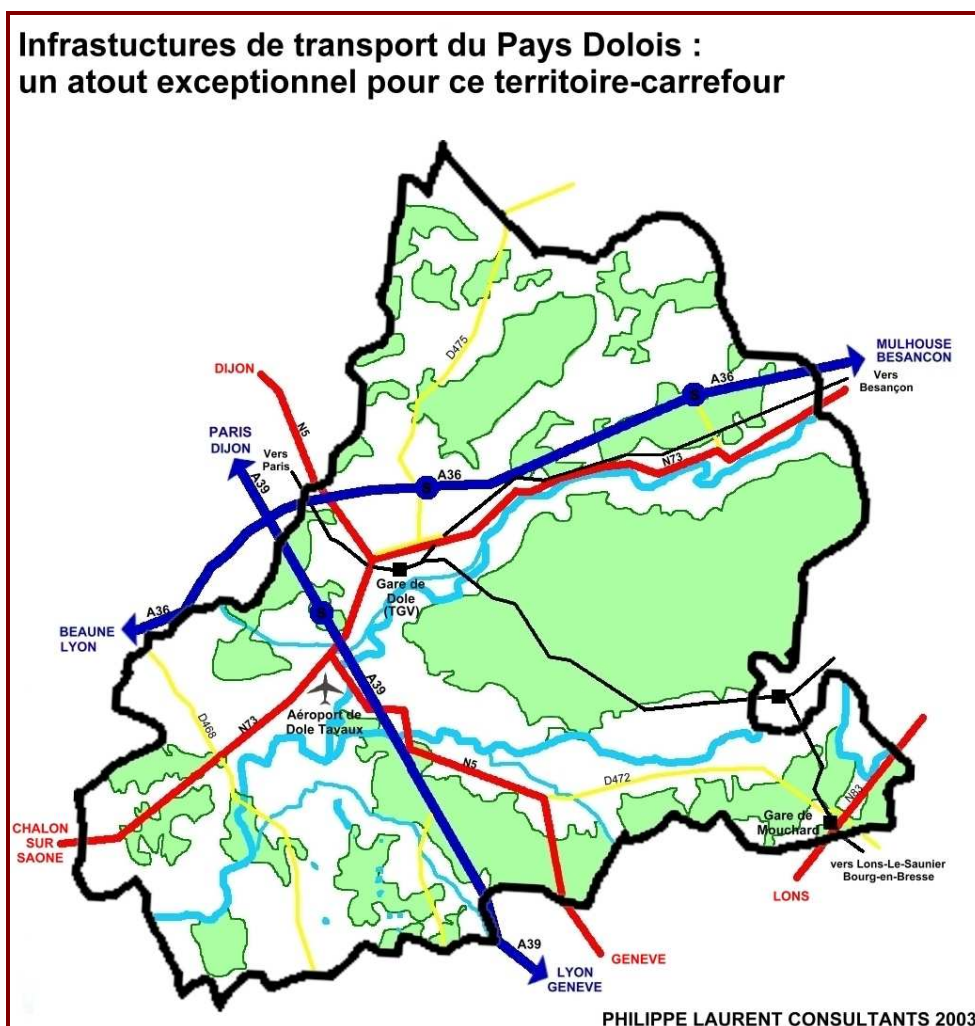 Infrastuctures de transport du Pays Dolois :
un atout exceptionnel pour ce territoire-carrefour
MULHOUSE
BESANCON
A36
Vers
Besançon
D475
DIJON
N5
PARIS
DIJON
A39
Vers
Paris
S
A36
S
N73
Gare de
Dole
(TGV)
S
A36
BEAUNE
LYON
A39
Aéroport de
Dole Tavaux
N73
D468
N5
D472
N83
Gare de
Mouchard
CHALON
SUR
SAONE
vers Lons-Le-Saunier
Bourg-en-Bresse
LONS
A39
GENEVE
LYON
GENEVE
PHILIPPE LAURENT CONSULTANTS 2003